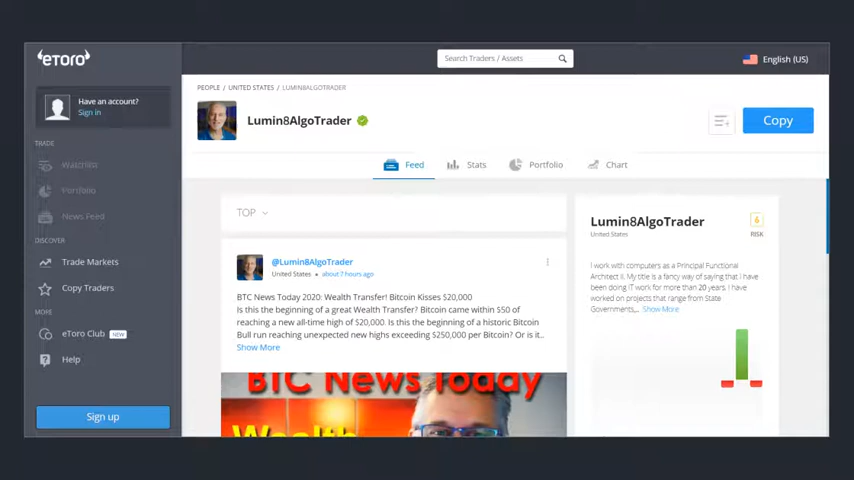 eToro
Search Traders / Assets
English (US)
Have an account?
Sign in
TRADE
Watchlist
Portfolio
News Feed
DISCOVER
Trade Markets
Copy Traders
MORE
eToro Club NEW
Help
Sign up
PEOPLE / UNITED STATES / LUMIN8ALGOTRADER
Lumin8AlgoTrader
Copy
Feed
Stats
Portfolio
Chart
TOP
@Lumin8AlgoTrader
United States • about 7 hours ago
BTC News Today 2020: Wealth Transfer! Bitcoin Kisses $20,000
Is this the beginning of a great Wealth Transfer? Bitcoin came within $50 of
reaching a new all-time high of $20,000. Is this the beginning of a historic Bitcoin
Bull run reaching unexpected new highs exceeding $250,000 per Bitcoin? Or is it..
Show More
BTC News Today
Wealth
Lumin8AlgoTrader
United States
6
RISK
I work with computers as a Principal Functional
Architect II, My title is a fancy way of saying that I have
been doing IT work for more than 20 years. I have
worked on projects that range from State
Governments,... Show More